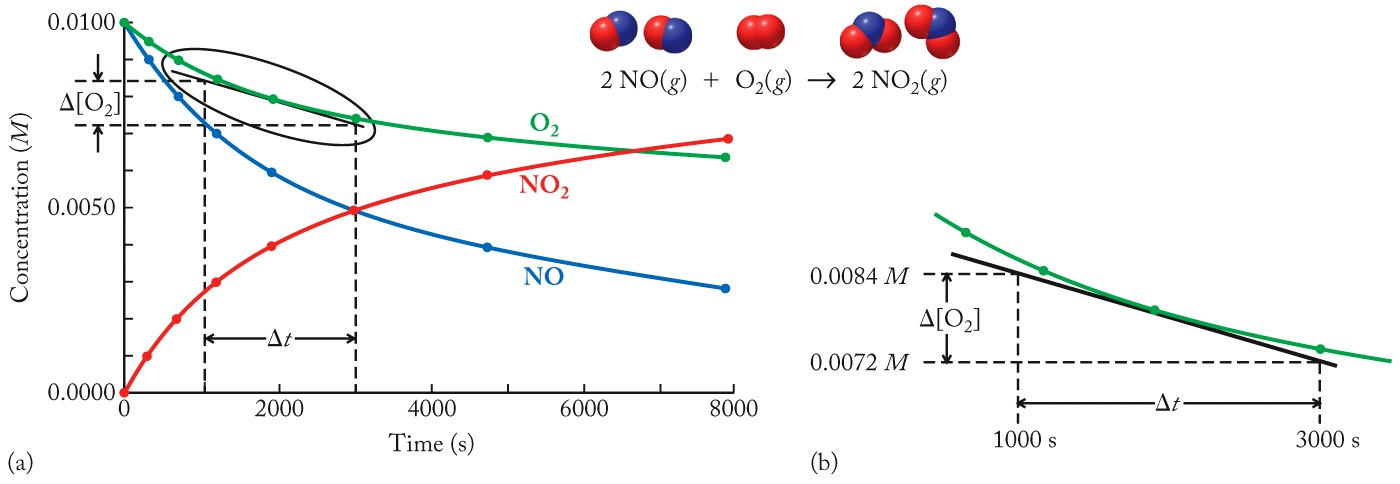 0.0100
0.0050
0.0000
Concentration (M)
Δ[O₂]
Δt
O₂
NO₂
NO
0
2000
4000
6000
8000
Time (s)
(a)
2 NO(g) + O₂(g) → 2 NO₂(g)
0.0084 M
Δ[O₂]
0.0072 M
Δt
1000 s
3000 s
(b)